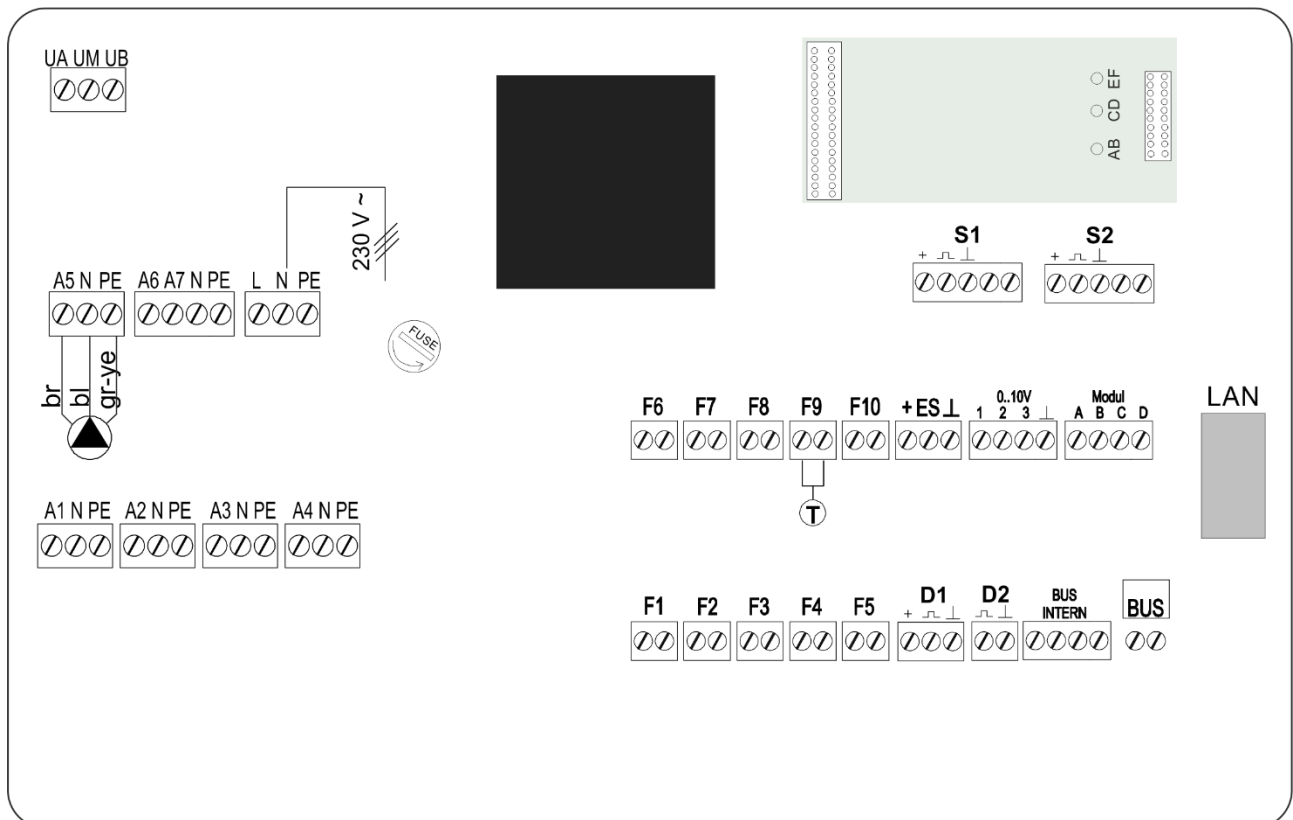 UA UM UB
EF
CD
AB
230 V ~
S1
+ ⎍ ⊥
S2
+ ⎍ ⊥
A5 N PE
A6 A7 N PE
L N PE
FUSE
br
bl
gr-ye
F6
F7
F8
F9
F10
+ ES ⊥
0..10V
1 2 3 ⊥
Modul
A B C D
LAN
T
A1 N PE
A2 N PE
A3 N PE
A4 N PE
F1
F2
F3
F4
F5
D1
+ ⎍ ⊥
D2
⎍ ⊥
BUS
INTERN
BUS